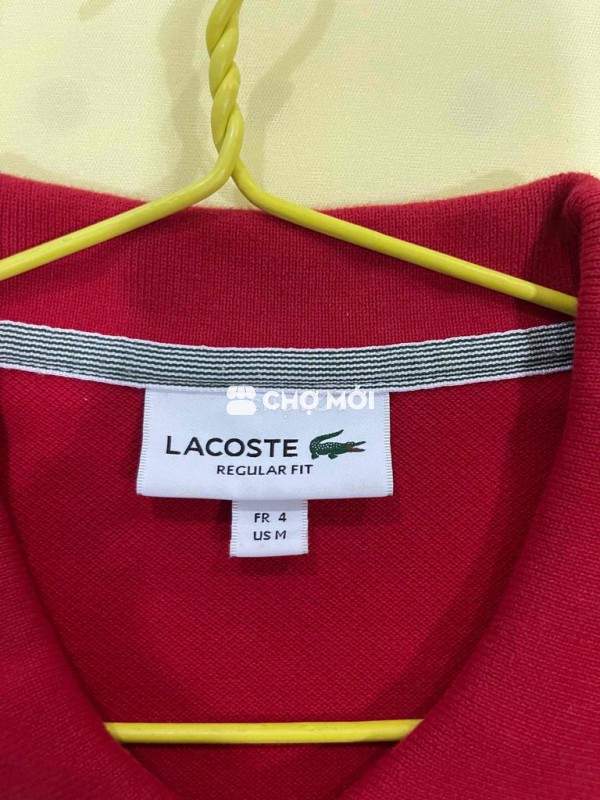 CHỢ MỚI
LACOSTE
REGULAR FIT
FR 4
US M